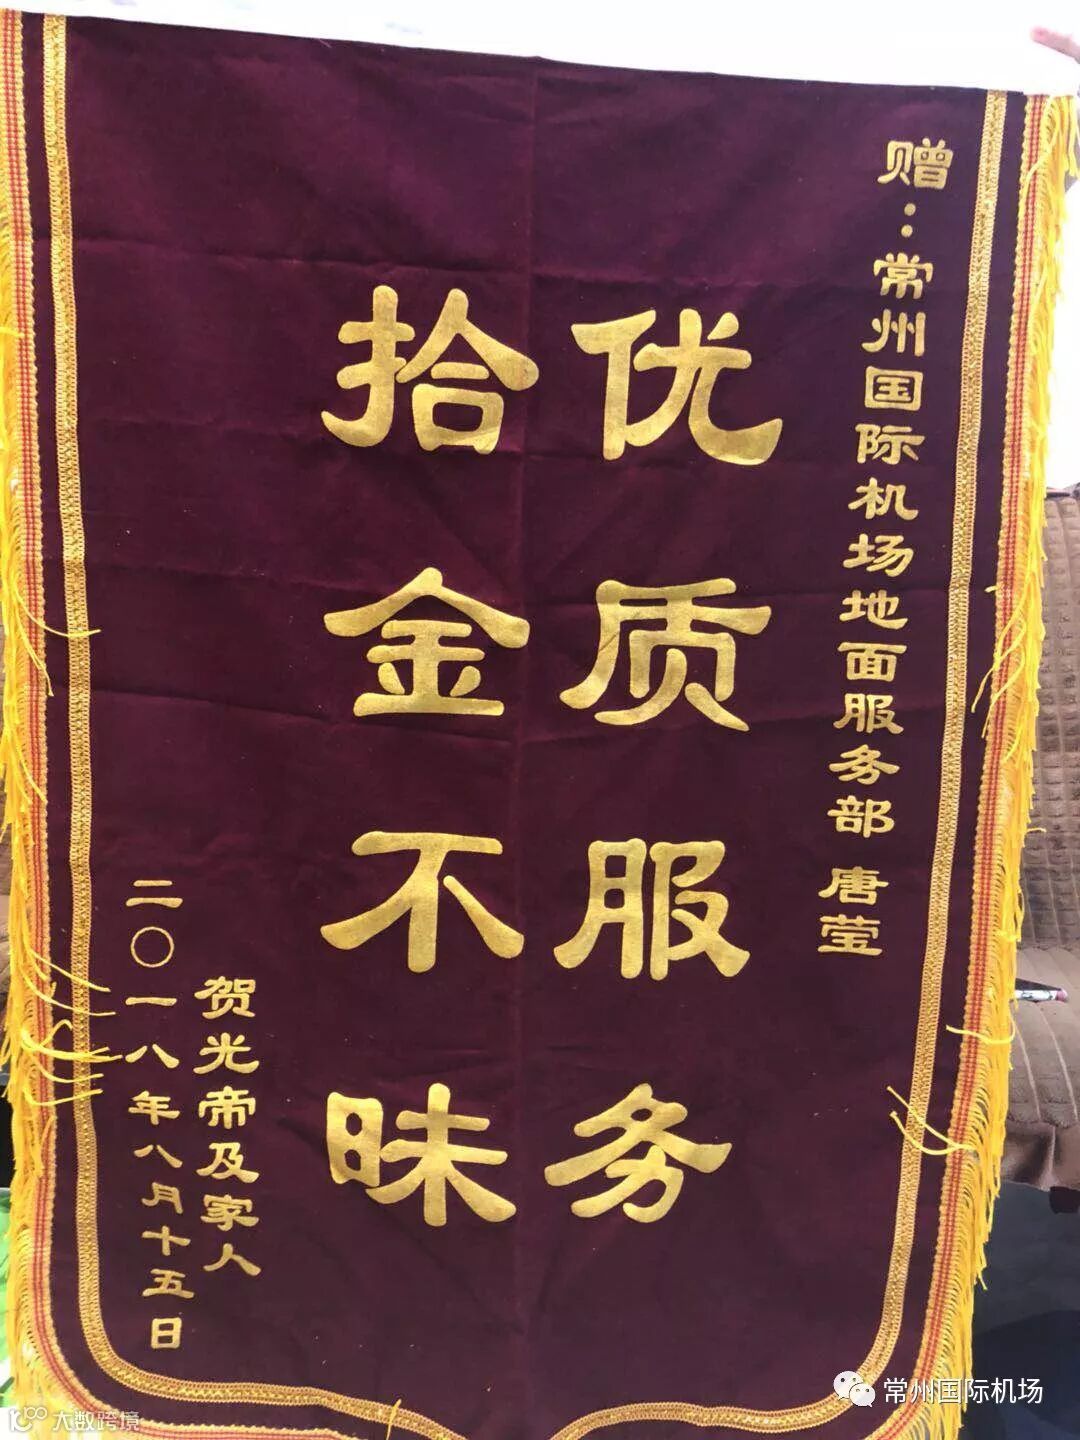 赠：常州国际机场地面服务部 唐莹
优质服务
拾金不昧
贺光帝及家人
二〇一八年八月十五日
常州国际机场
大数跨境